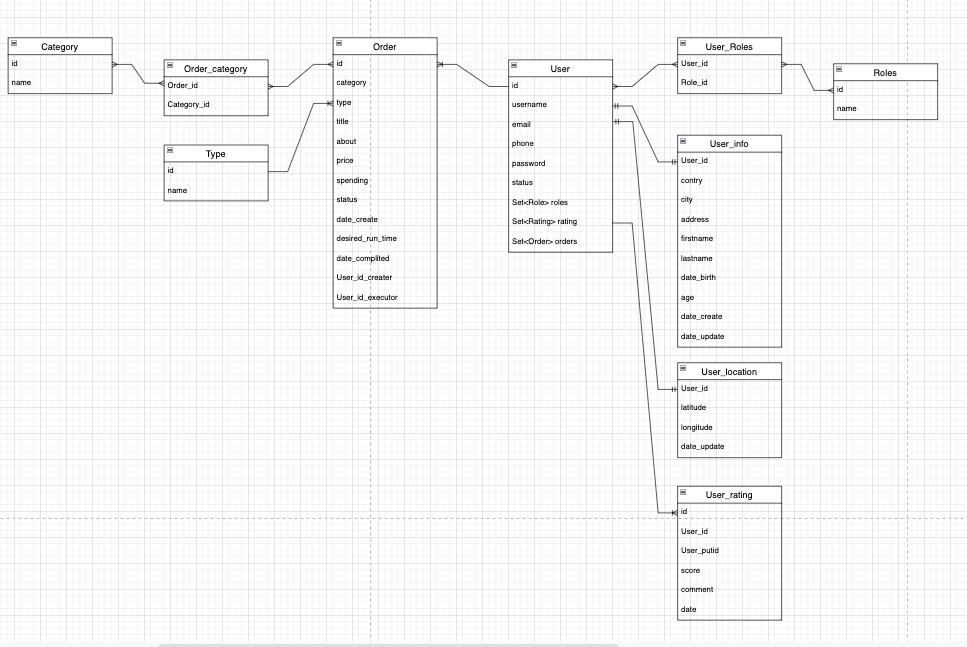 Category
id
name
Order_category
Order_id
Category_id
Type
id
name
Order
id
category
type
title
about
price
spending
status
date_create
desired_run_time
date_complited
User_id_creater
User_id_executor
User
id
username
email
phone
password
status
Set<Role> roles
Set<Rating> rating
Set<Order> orders
User_Roles
User_id
Role_id
Roles
id
name
User_info
User_id
contry
city
address
firstname
lastname
date_birth
age
date_create
date_update
User_location
User_id
latitude
longitude
date_update
User_rating
id
User_id
User_putid
score
comment
date